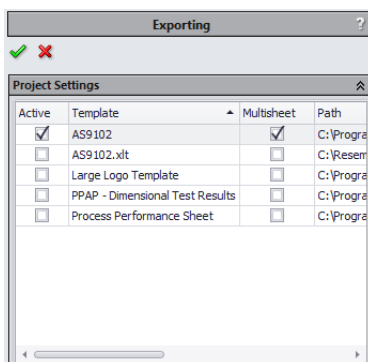 Exporting ?
Project Settings
Active Template Multisheet Path
AS9102 C:\Progra
AS9102.xlt C:\Resem
Large Logo Template C:\Progra
PPAP - Dimensional Test Results C:\Progra
Process Performance Sheet C:\Progra